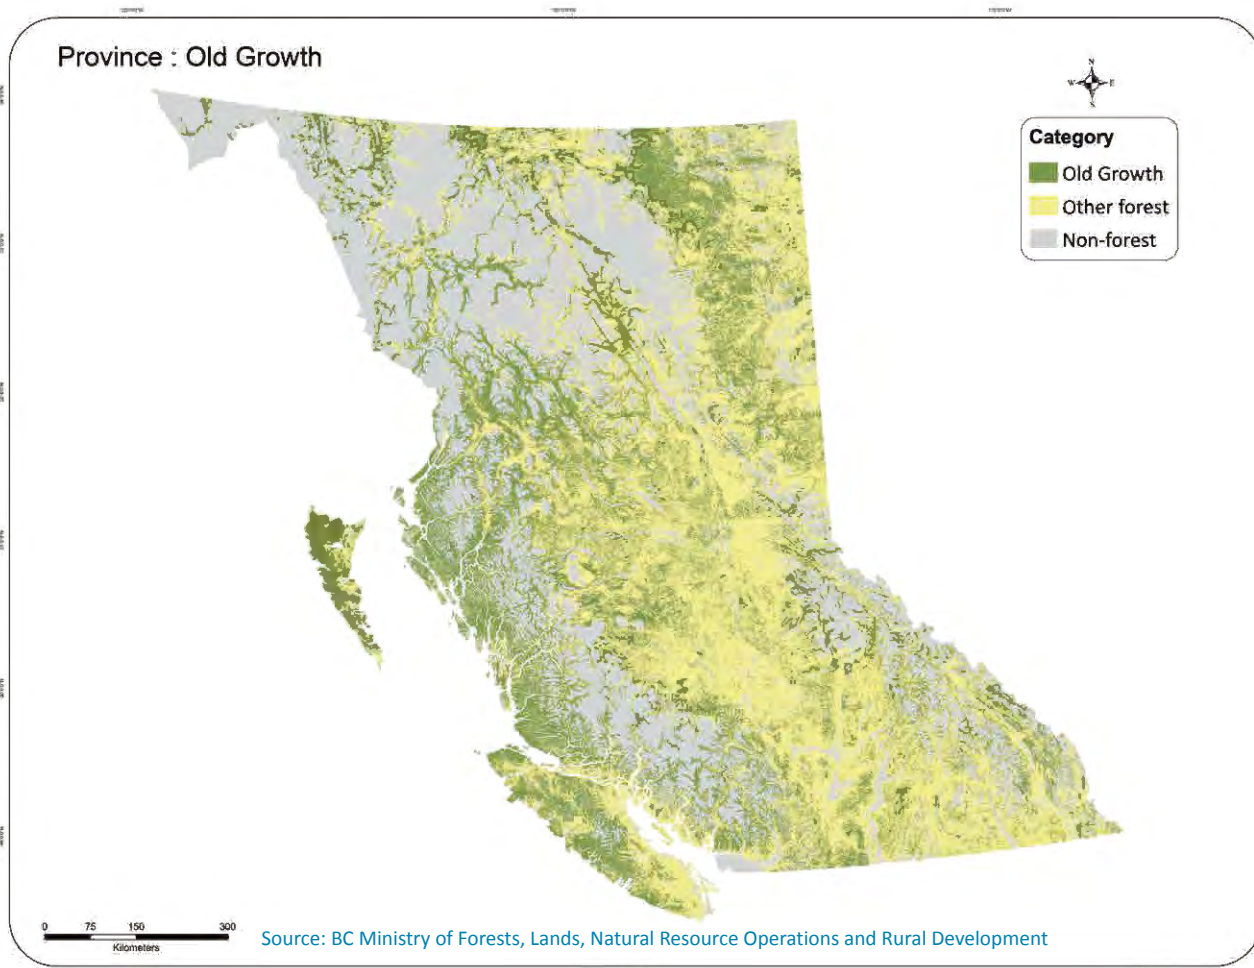 Province : Old Growth
N
W E
S
Category
Old Growth
Other forest
Non-forest
0 75 150 300
Kilometers
Source: BC Ministry of Forests, Lands, Natural Resource Operations and Rural Development